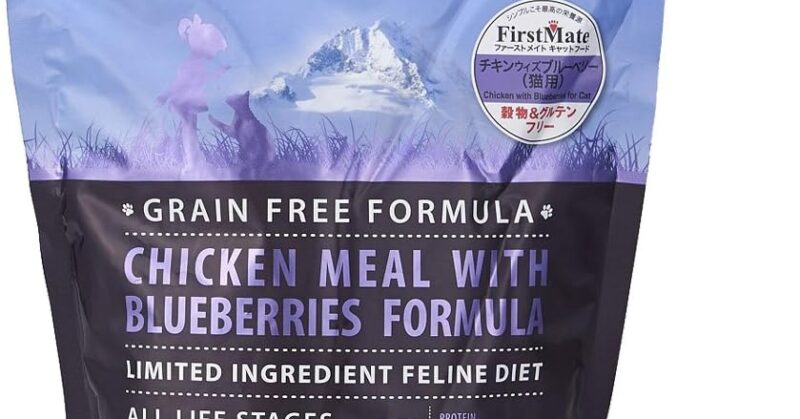 シンプルこそ最高の栄養源
FirstMate
ファーストメイト キャットフード
チキンウィズブルーベリー
(猫用)
Chicken with Blueberries for Cat
穀物&グルテン
フリー
GRAIN FREE FORMULA
CHICKEN MEAL WITH
BLUEBERRIES FORMULA
LIMITED INGREDIENT FELINE DIET
ALL LIFE STAGES
PROTEIN